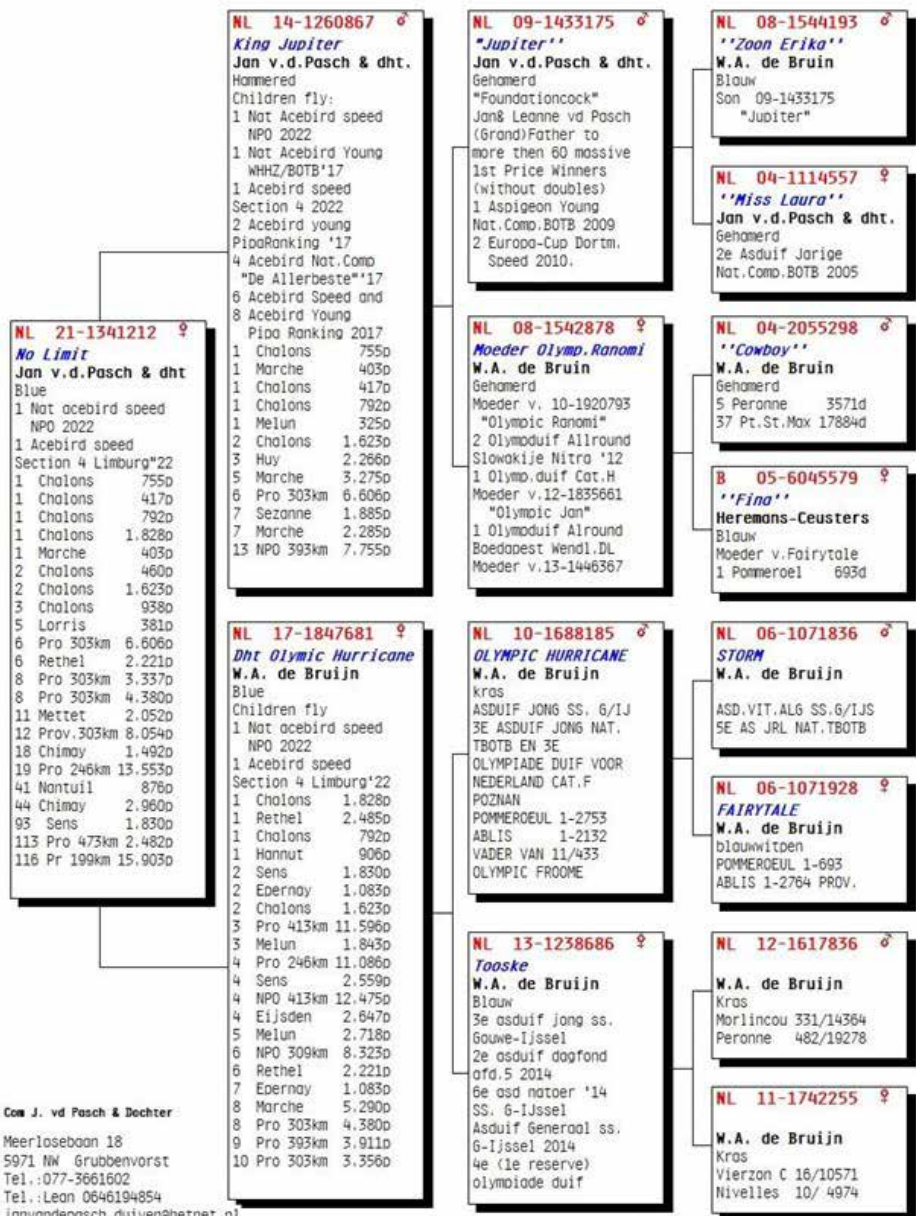 NL 21-1341212 ♀
No Limit
Jan v.d.Pasch & dht
Blue
1 Nat acebird speed
NPO 2022
1 Acebird speed
Section 4 Limburg"22
1 Chalons 755p
1 Chalons 417p
1 Chalons 792p
1 Chalons 1.828p
1 Marche 403p
2 Chalons 460p
2 Chalons 1.623p
3 Chalons 938p
5 Lorris 381p
6 Pro 303km 6.606p
6 Rethel 2.221p
8 Pro 303km 3.337p
8 Pro 303km 4.380p
11 Mettet 2.052p
12 Prov.303km 8.054p
18 Chimay 1.492p
19 Pro 246km 13.553p
41 Nantuil 876p
44 Chimay 2.960p
93 Sens 1.830p
113 Pro 473km 2.482p
116 Pr 199km 15.903p
NL 14-1260867 ♂
King Jupiter
Jan v.d.Pasch & dht.
Hammered
Children fly:
1 Nat Acebird speed
NPO 2022
1 Nat Acebird Young
WHHZ/BOTB'17
1 Acebird speed
Section 4 2022
2 Acebird young
PipaRanking '17
4 Acebird Nat.Comp
"De Allerbeste"'17
6 Acebird Speed and
8 Acebird Young
Pipa Ranking 2017
1 Chalons 755p
1 Marche 403p
1 Chalons 417p
1 Chalons 792p
1 Melun 325p
2 Chalons 1.623p
3 Huy 2.266p
5 Marche 3.275p
6 Pro 303km 6.606p
7 Sezanne 1.885p
7 Marche 2.285p
13 NPO 393km 7.755p
NL 17-1847681 ♀
Dht Olymic Hurricane
W.A. de Bruijn
Blue
Children fly
1 Nat acebird speed
NPO 2022
1 Acebird speed
Section 4 Limburg'22
1 Chalons 1.828p
1 Rethel 2.485p
1 Chalons 792p
1 Hannut 906p
2 Sens 1.830p
2 Epernay 1.083p
2 Chalons 1.623p
3 Pro 413km 11.596p
3 Melun 1.843p
4 Pro 246km 11.086p
4 Sens 2.559p
4 NPO 413km 12.475p
4 Eijsden 2.647p
5 Melun 2.718p
6 NPO 309km 8.323p
6 Rethel 2.221p
7 Epernay 1.083p
8 Marche 5.290p
8 Pro 303km 4.380p
9 Pro 393km 3.911p
10 Pro 303km 3.356p
NL 09-1433175 ♂
"Jupiter''
Jan v.d.Pasch & dht.
Gehamerd
"Foundationcock"
Jan& Leanne vd Pasch
(Grand)Father to
more then 60 massive
1st Price Winners
(without doubles)
1 Aspigeon Young
Nat.Comp.BOTB 2009
2 Europa-Cup Dortm.
Speed 2010.
NL 08-1542878 ♀
Moeder Olymp.Ranomi
W.A. de Bruin
Gehamerd
Moeder v. 10-1920793
"Olympic Ranomi"
2 Olympduif Allround
Slowakije Nitra '12
1 Olymp.duif Cat.H
Moeder v.12-1835661
"Olympic Jan"
1 Olympduif Alround
Boedapest Wendl.DL
Moeder v.13-1446367
NL 10-1688185 ♂
OLYMPIC HURRICANE
W.A. de Bruijn
kras
ASDUIF JONG SS. G/IJ
3E ASDUIF JONG NAT.
TBOTB EN 3E
OLYMPIADE DUIF VOOR
NEDERLAND CAT.F
POZNAN
POMMEROEUL 1-2753
ABLIS 1-2132
VADER VAN 11/433
OLYMPIC FROOME
NL 13-1238686 ♀
Tooske
W.A. de Bruijn
Blauw
3e asduif jong ss.
Gouwe-Ijssel
2e asduif dagfond
afd.5 2014
6e asd natoer '14
SS. G-IJssel
Asduif Generaal ss.
G-Ijssel 2014
4e (1e reserve)
olympiade duif
NL 08-1544193 ♂
''Zoon Erika''
W.A. de Bruin
Blauw
Son 09-1433175
"Jupiter"
NL 04-1114557 ♀
''Miss Laura''
Jan v.d.Pasch & dht.
Gehamerd
2e Asduif Jarige
Nat.Comp.BOTB 2005
NL 04-2055298 ♂
''Cowboy''
W.A. de Bruin
Gehamerd
5 Peronne 3571d
37 Pt.St.Max 17884d
B 05-6045579 ♀
''Fina''
Heremans-Ceusters
Blauw
Moeder v.Fairytale
1 Pommeroel 693d
NL 06-1071836 ♂
STORM
W.A. de Bruijn
ASD.VIT.ALG SS.G/IJS
5E AS JRL NAT.TBOTB
NL 06-1071928 ♀
FAIRYTALE
W.A. de Bruijn
blauwwitpen
POMMEROEUL 1-693
ABLIS 1-2764 PROV.
NL 12-1617836 ♂
W.A. de Bruijn
Kras
Morlincou 331/14364
Peronne 482/19278
NL 11-1742255 ♀
W.A. de Bruijn
Kras
Vierzon C 16/10571
Nivelles 10/ 4974
Com J. vd Pasch & Dochter
Meerlosebaan 18
5971 NW Grubbenvorst
Tel.:077-3661602
Tel.:Lean 0646194854
janvandepasch.duiven@hetnet.nl